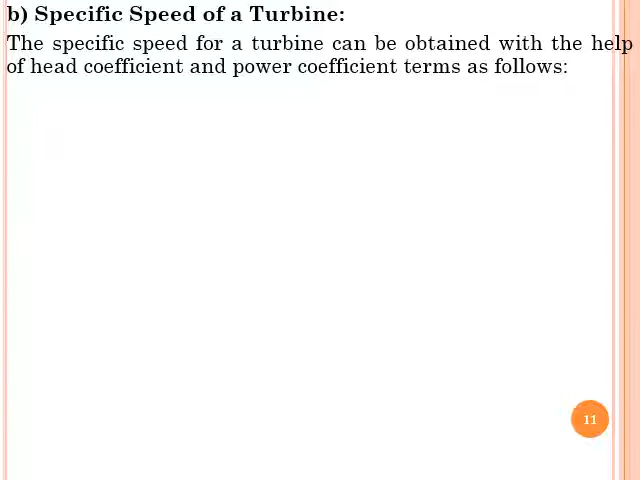 b) Specific Speed of a Turbine:
The specific speed for a turbine can be obtained with the help
of head coefficient and power coefficient terms as follows:
11